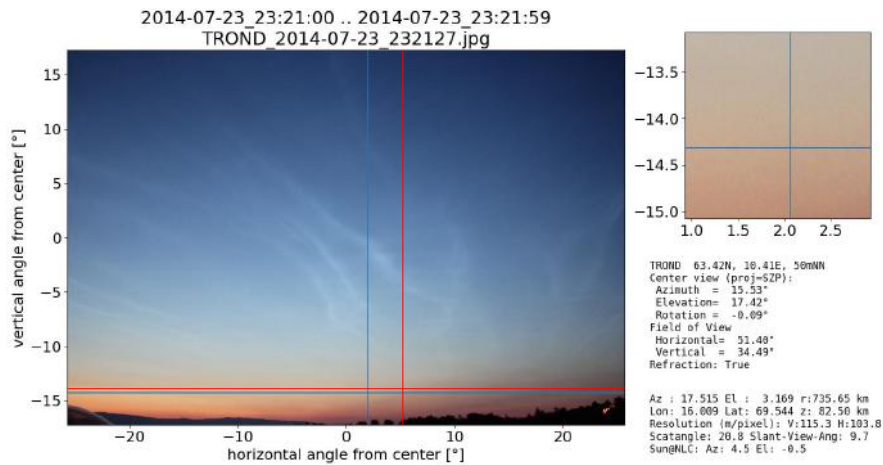 2014-07-23_23:21:00 .. 2014-07-23_23:21:59
TROND_2014-07-23_232127.jpg
vertical angle from center [°]
15
10
5
0
−5
−10
−15
−20
−10
0
10
20
horizontal angle from center [°]
−13.5
−14.0
−14.5
−15.0
1.0
1.5
2.0
2.5
TROND 63.42N, 10.41E, 50mNN
Center view (proj=SZP):
Azimuth = 15.53°
Elevation= 17.42°
Rotation = -0.09°
Field of View
Horizontal= 51.40°
Vertical = 34.49°
Refraction: True
Az : 17.515 El : 3.169 r:735.65 km
Lon: 16.009 Lat: 69.544 z: 82.50 km
Resolution (m/pixel): V:115.3 H:103.8
Scatangle: 20.8 Slant-View-Ang: 9.7
Sun@NLC: Az: 4.5 El: -0.5